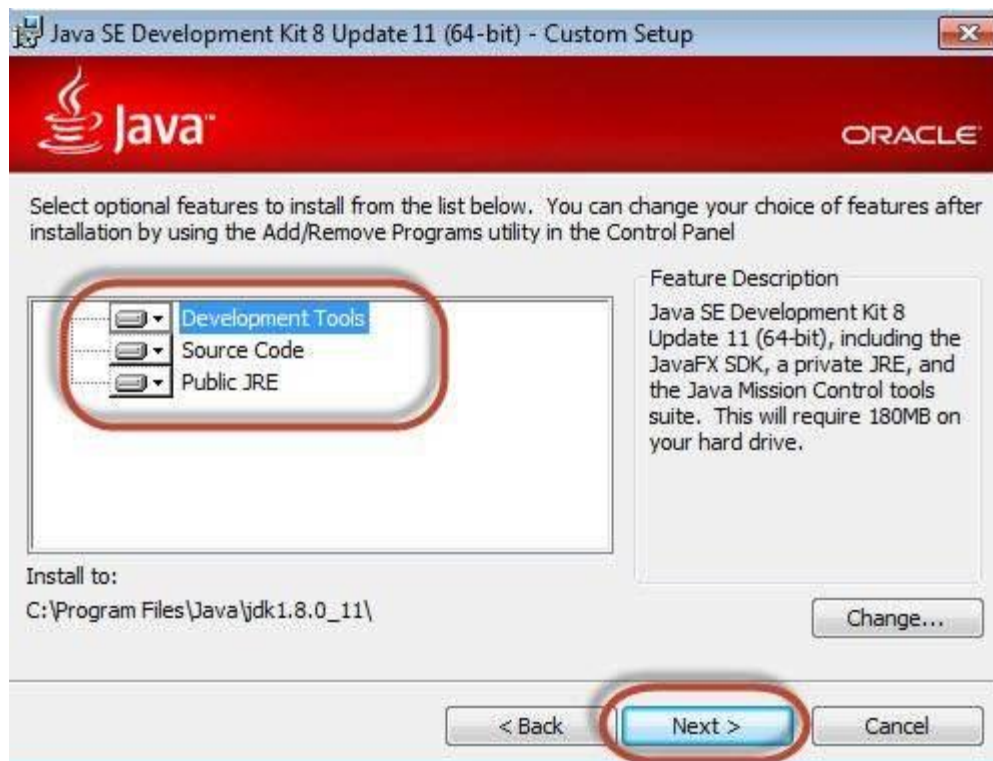 Java SE Development Kit 8 Update 11 (64-bit) - Custom Setup
Java™
ORACLE
Select optional features to install from the list below. You can change your choice of features after
installation by using the Add/Remove Programs utility in the Control Panel
Development Tools
Source Code
Public JRE
Feature Description
Java SE Development Kit 8
Update 11 (64-bit), including the
JavaFX SDK, a private JRE, and
the Java Mission Control tools
suite. This will require 180MB on
your hard drive.
Install to:
C:\Program Files\Java\jdk1.8.0_11\
Change...
< Back
Next >
Cancel